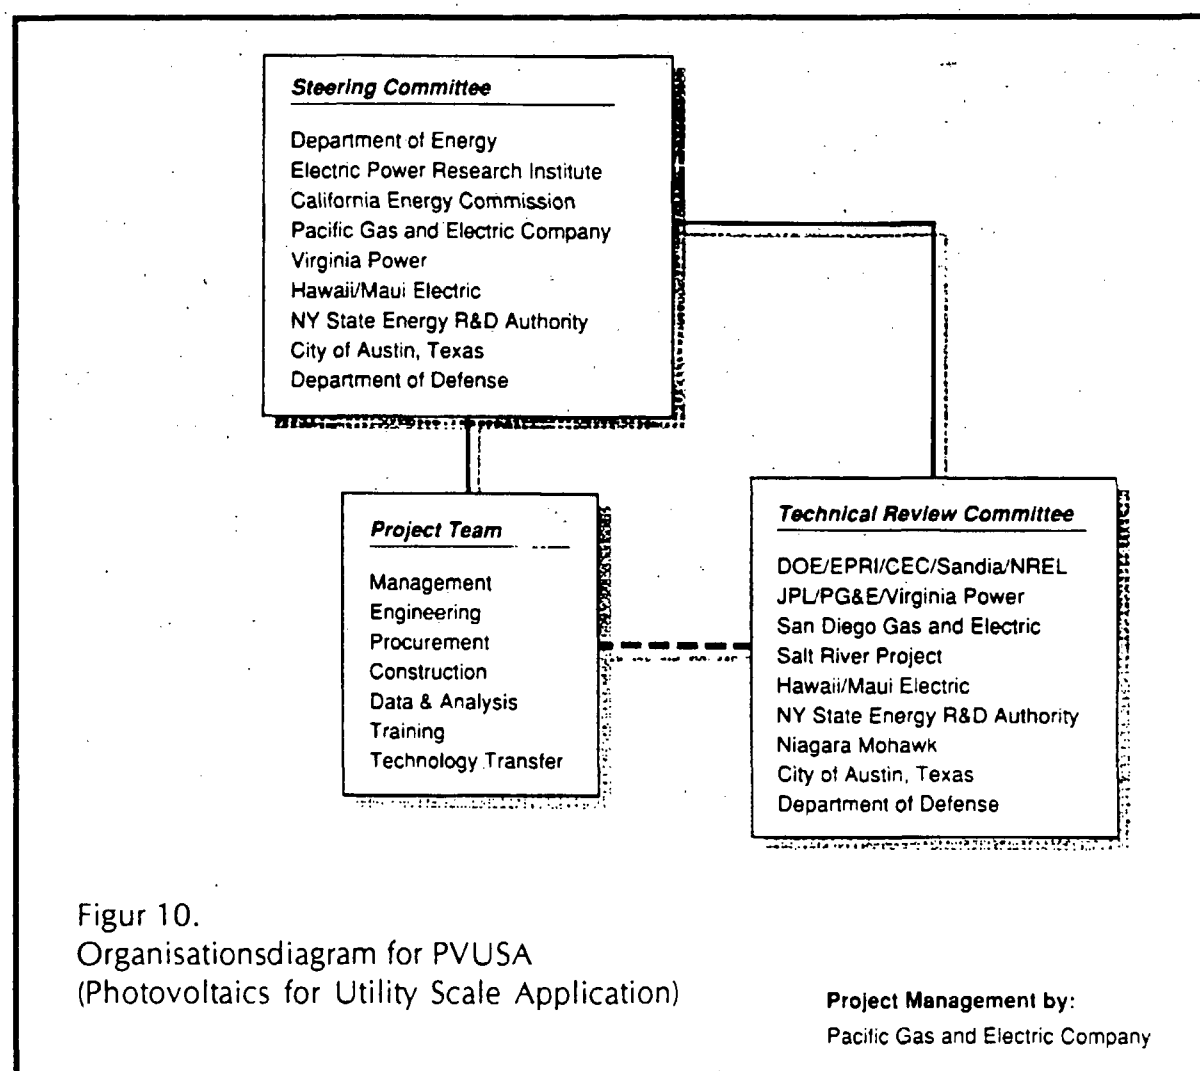 Steering Committee
Department of Energy
Electric Power Research Institute
California Energy Commission
Pacific Gas and Electric Company
Virginia Power
Hawaii/Maui Electric
NY State Energy R&D Authority
City of Austin, Texas
Department of Defense
Project Team
Management
Engineering
Procurement
Construction
Data & Analysis
Training
Technology Transfer
Technical Review Committee
DOE/EPRI/CEC/Sandia/NREL
JPL/PG&E/Virginia Power
San Diego Gas and Electric
Salt River Project
Hawaii/Maui Electric
NY State Energy R&D Authority
Niagara Mohawk
City of Austin, Texas
Department of Defense
Figur 10.
Organisationsdiagram for PVUSA
(Photovoltaics for Utility Scale Application)
Project Management by:
Pacific Gas and Electric Company